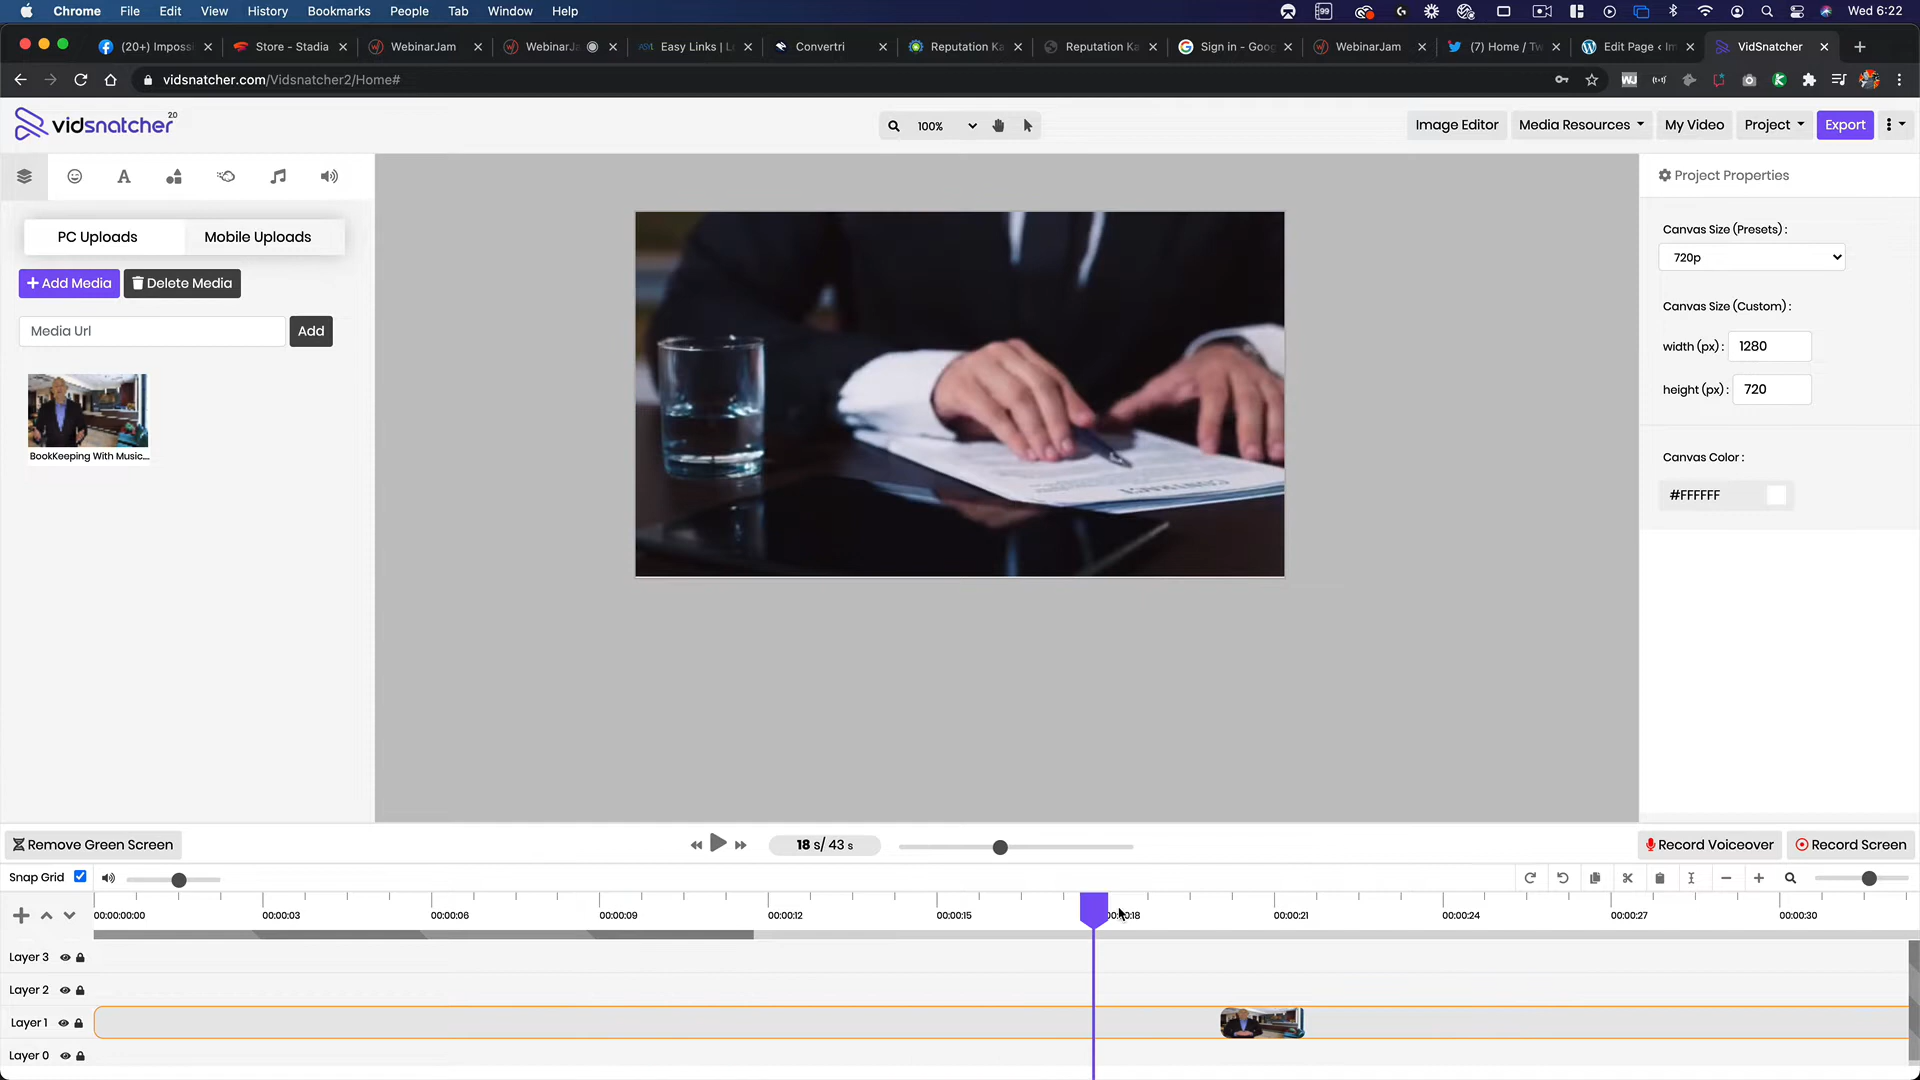 Chrome File Edit View History Bookmarks People Tab Window Help
99
Wed 6:22
(20+) Imposs
Store - Stadia
WebinarJam
WebinarJa
Easy Links | L
Convertri
Reputation Ka
Reputation Ka
Sign in - Goog
WebinarJam
(7) Home / Tw
Edit Page ‹ Im
VidSnatcher
vidsnatcher.com/Vidsnatcher2/Home#
WJ
vidsnatcher 2.0
100%
Image Editor
Media Resources
My Video
Project
Export
Project Properties
PC Uploads
Mobile Uploads
Canvas Size (Presets) :
720p
Add Media
Delete Media
Canvas Size (Custom) :
Media Url
Add
width (px) : 1280
height (px) : 720
BookKeeping With Music...
Canvas Color :
#FFFFFF
CONTRACT
Remove Green Screen
18 s/ 43 s
Record Voiceover
Record Screen
Snap Grid
00:00:00:00
00:00:03
00:00:06
00:00:09
00:00:12
00:00:15
00:00:18
00:00:21
00:00:24
00:00:27
00:00:30
Layer 3
Layer 2
Layer 1
Layer 0